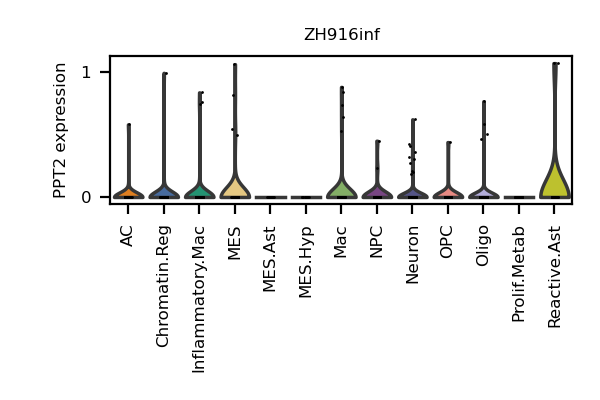 ZH916inf
PPT2 expression
1
0
AC
Chromatin.Reg
Inflammatory.Mac
MES
MES.Ast
MES.Hyp
Mac
NPC
Neuron
OPC
Oligo
Prolif.Metab
Reactive.Ast